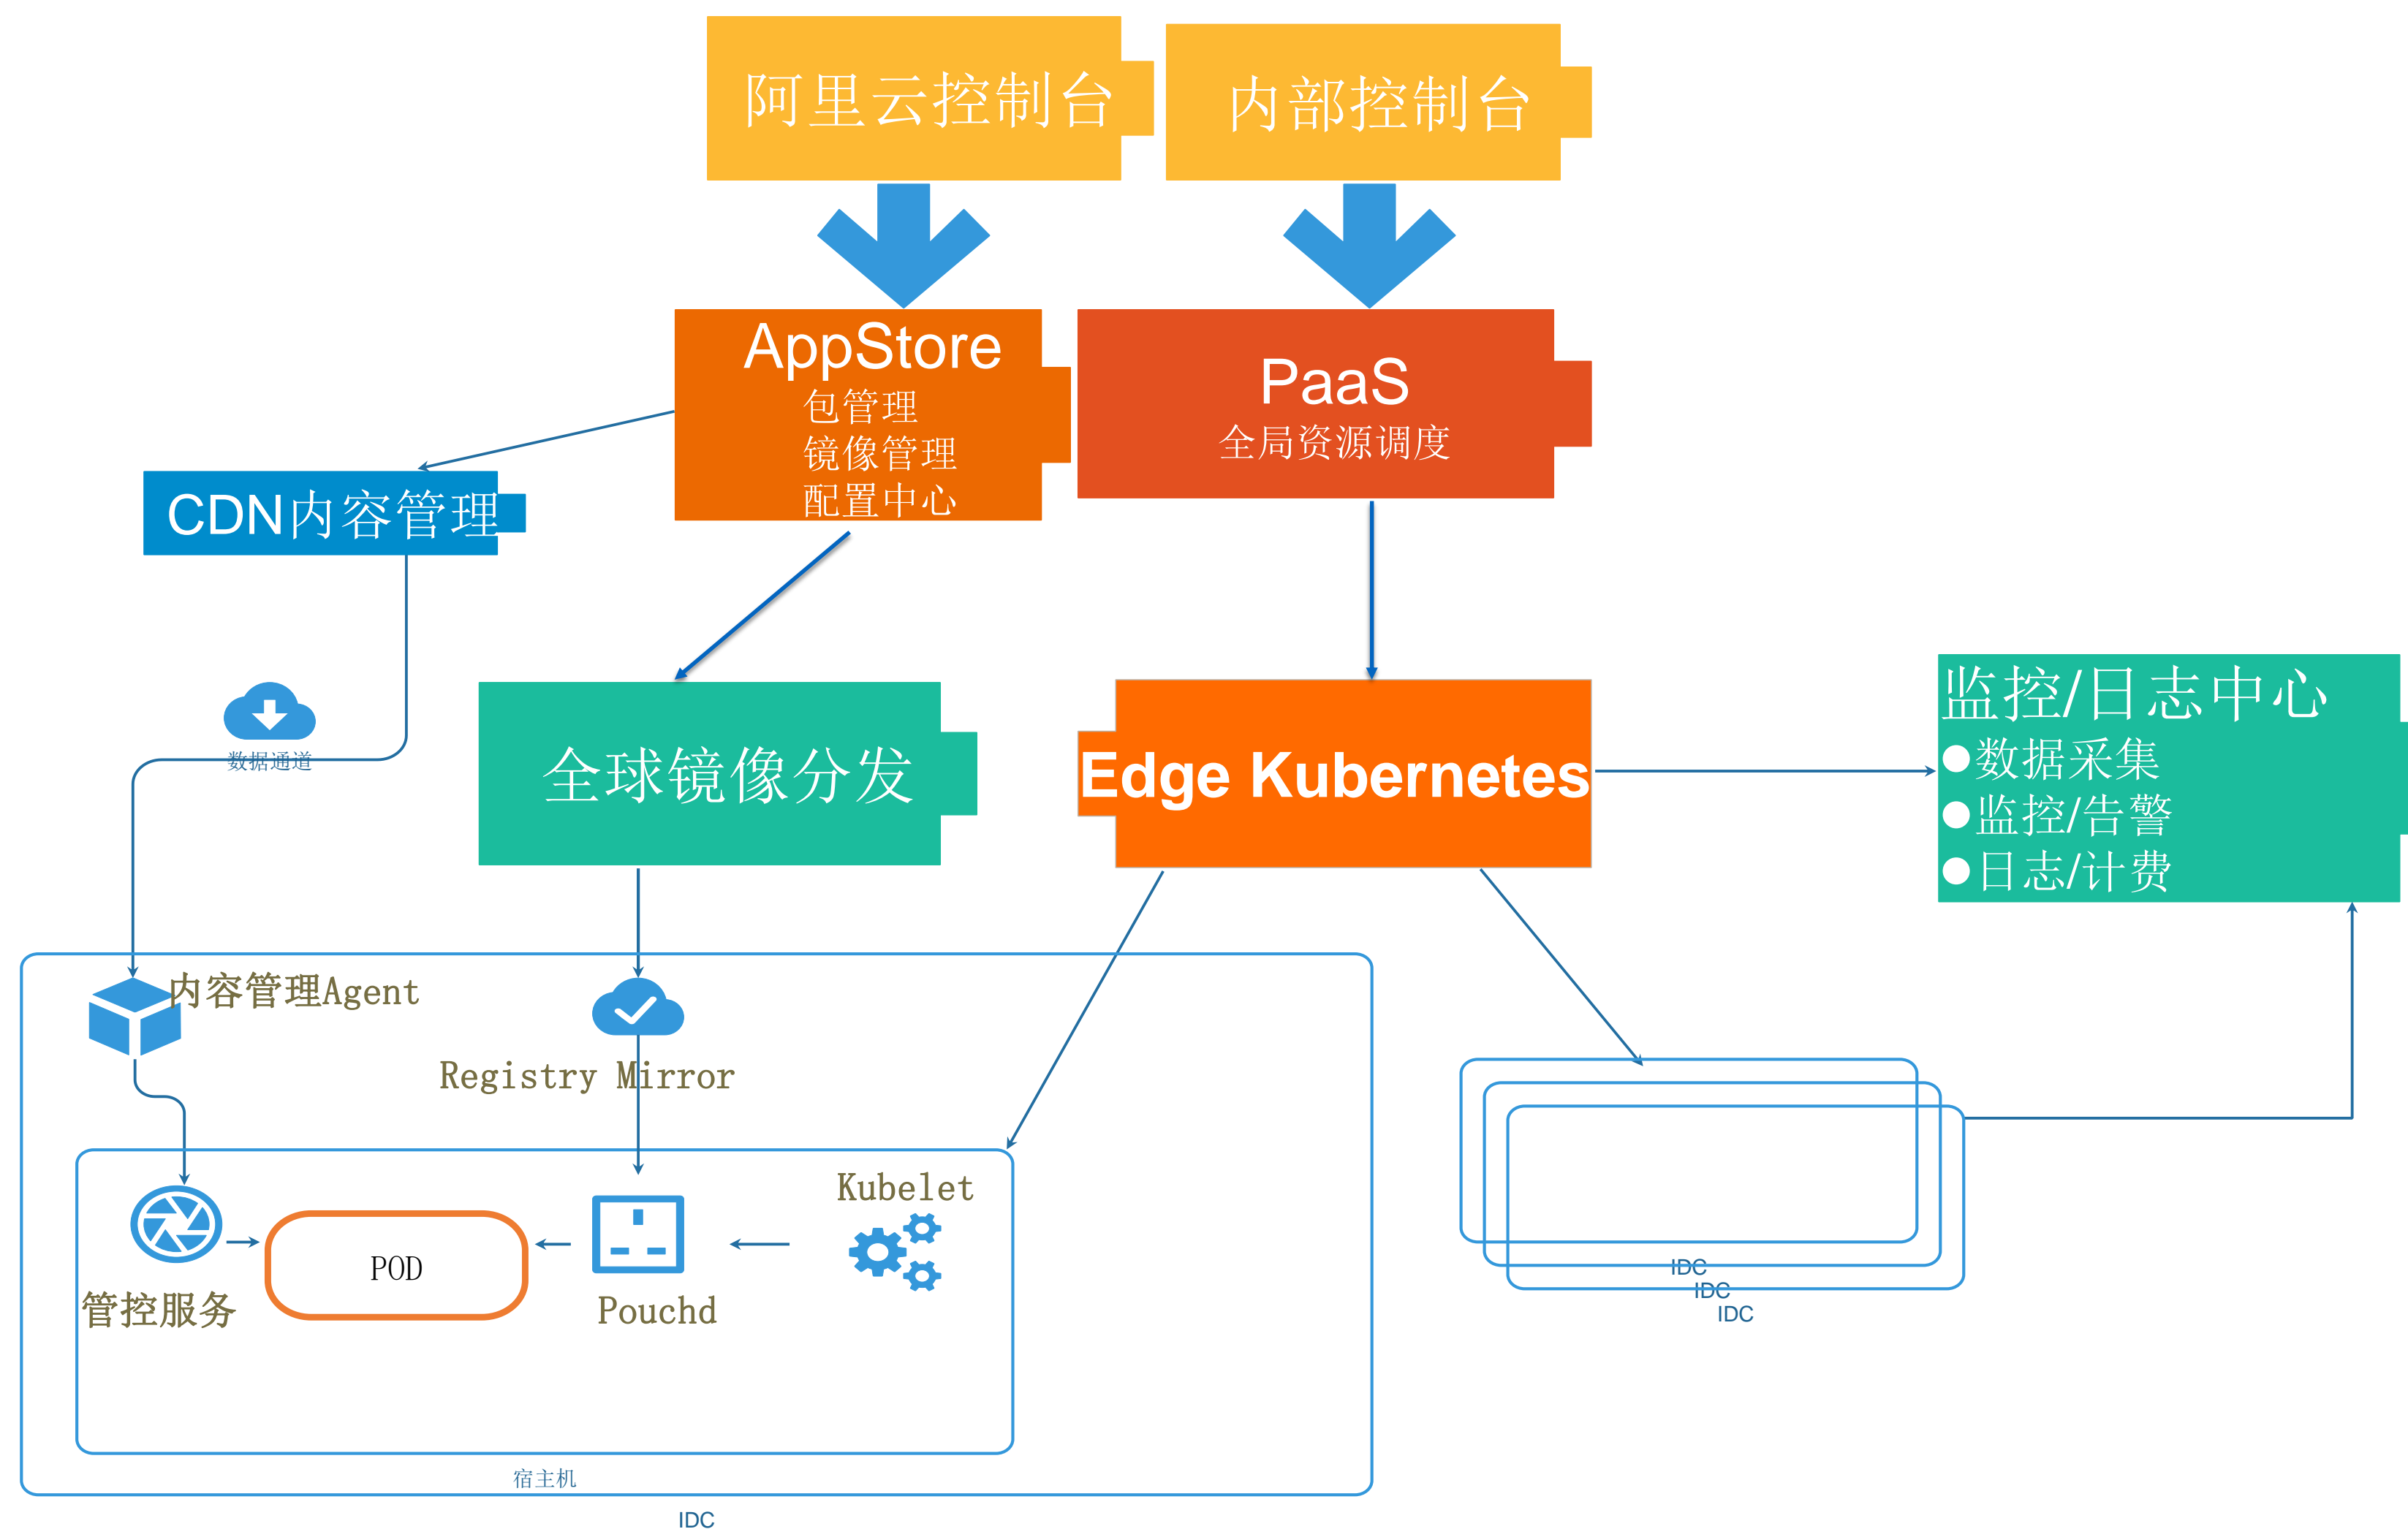 阿里云控制台
内部控制台
AppStore
包管理
镜像管理
配置中心
PaaS
全局资源调度
CDN内容管理
数据通道
全球镜像分发
Edge Kubernetes
监控/日志中心
●数据采集
●监控/告警
●日志/计费
内容管理Agent
Registry Mirror
Kubelet
POD
管控服务
Pouchd
宿主机
IDC
IDC
IDC
IDC